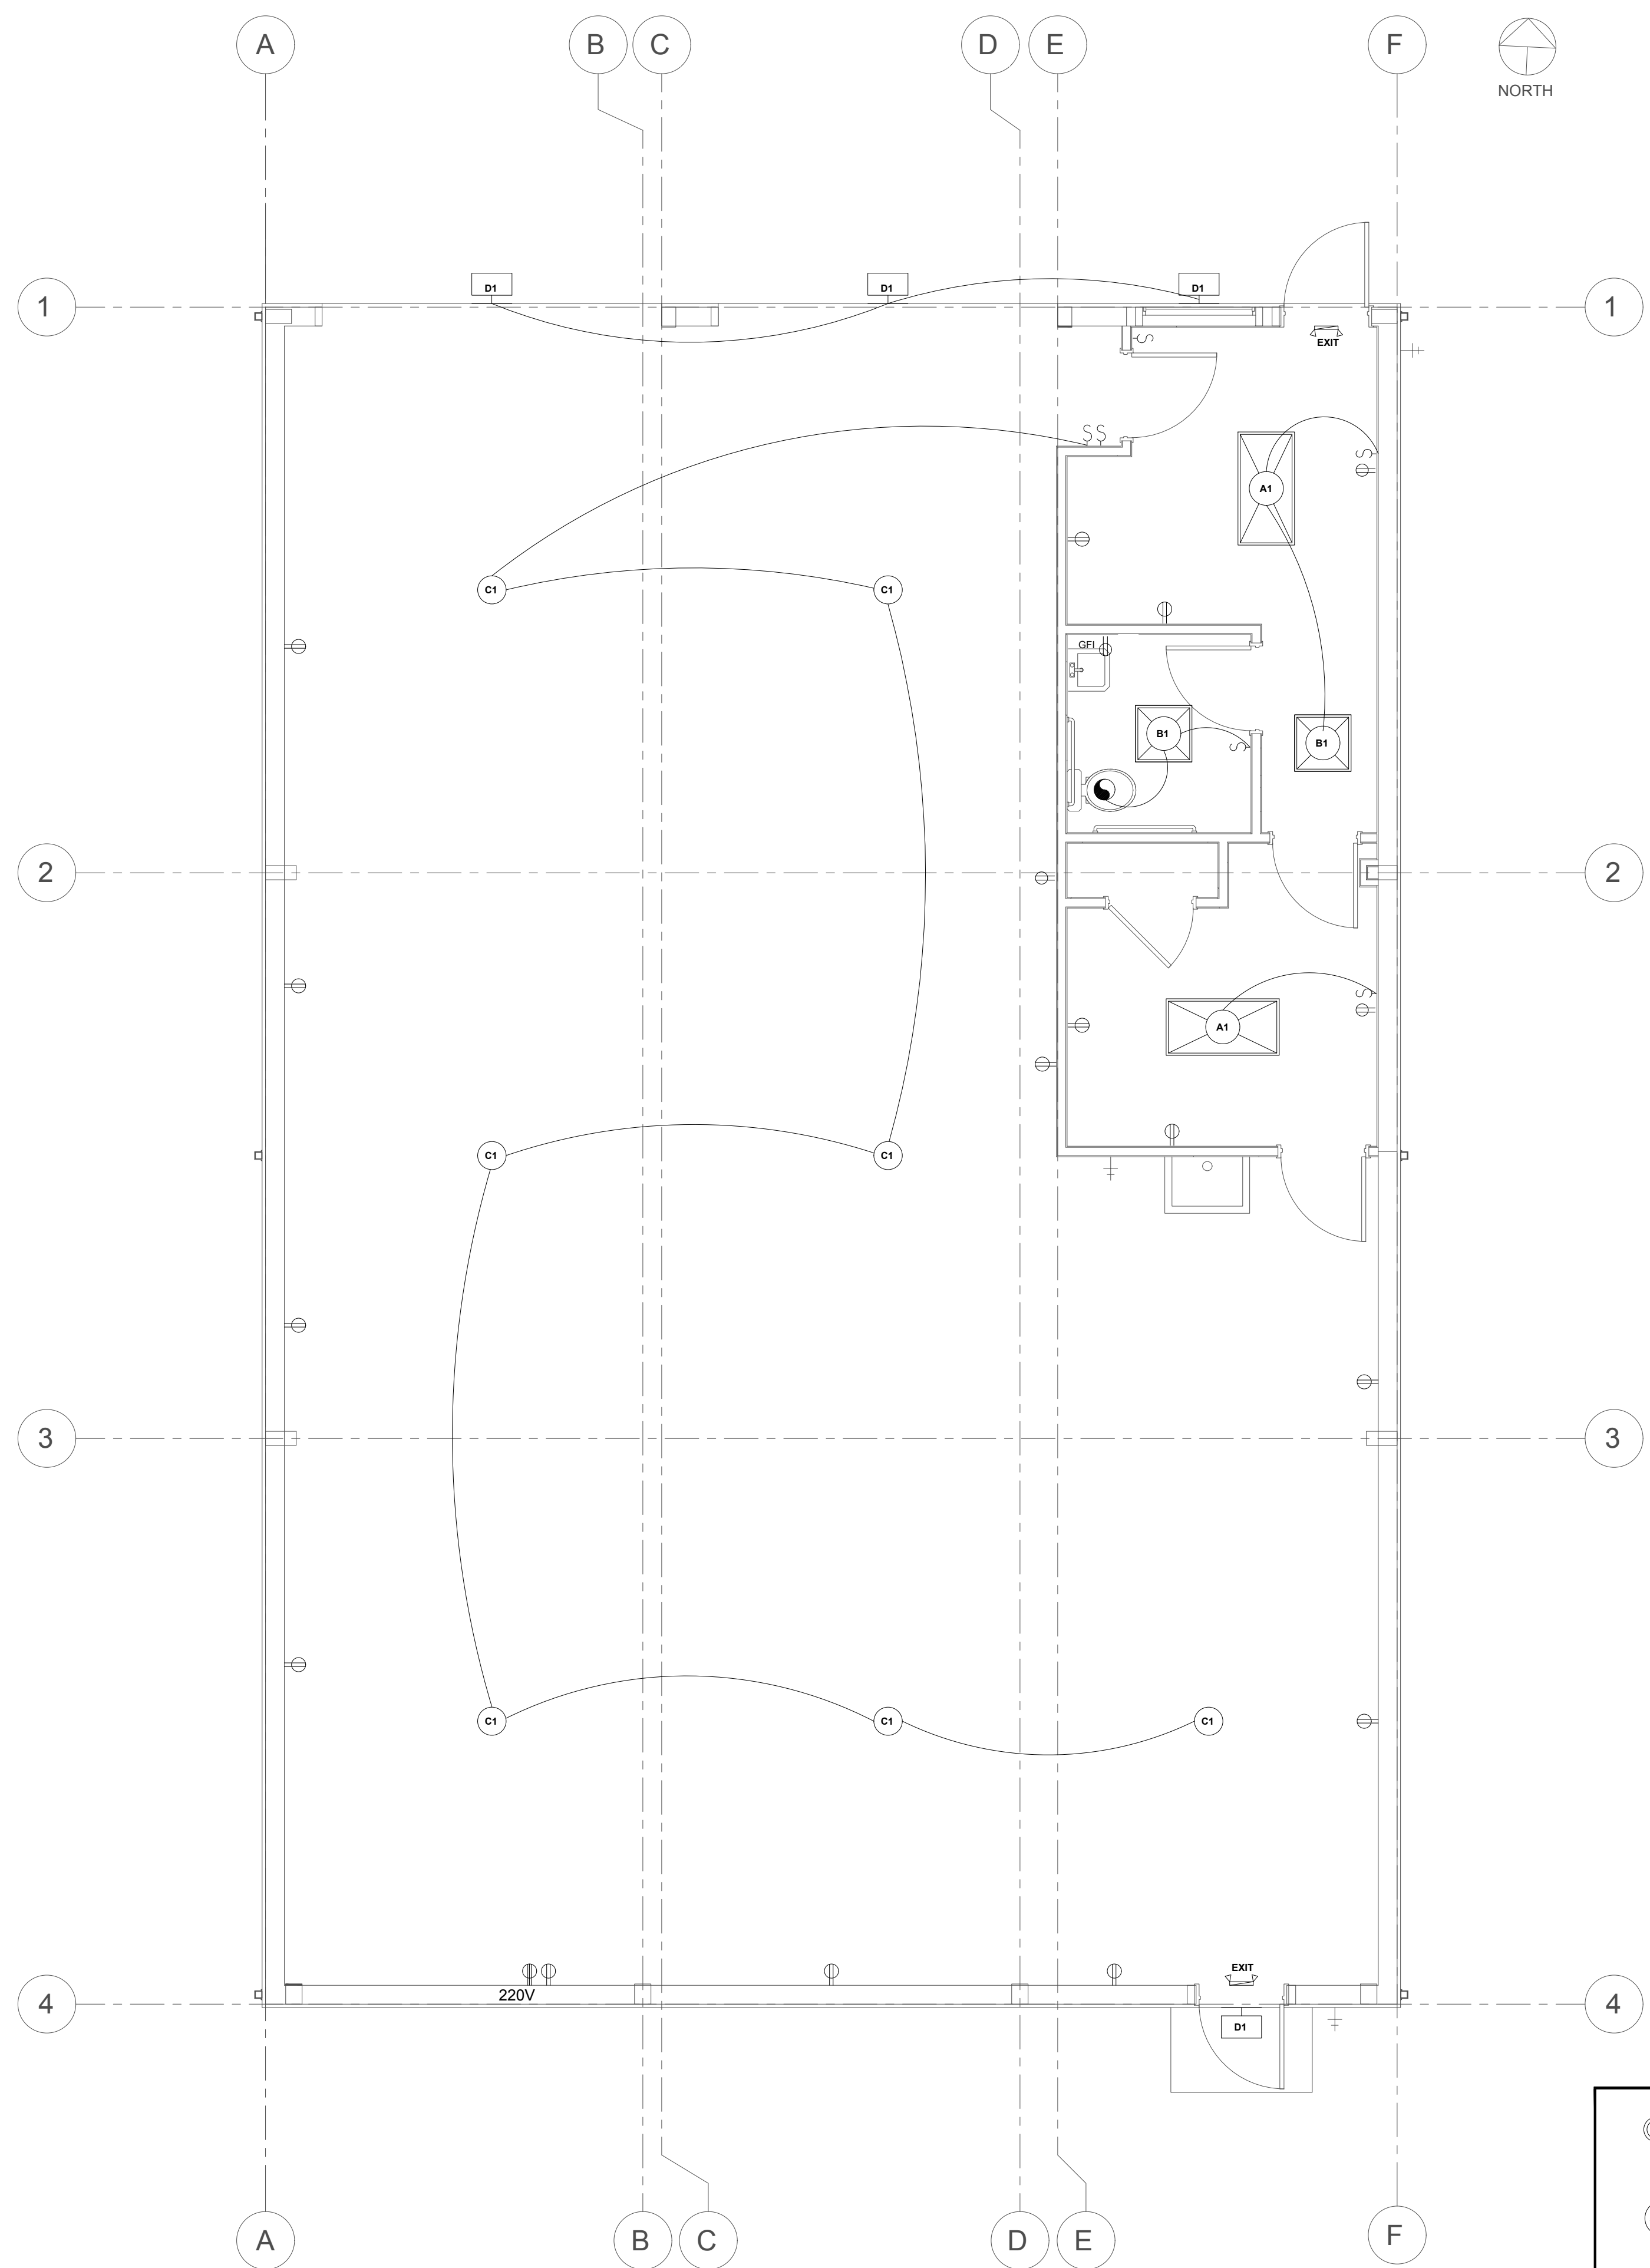 A B C D E F
NORTH
D1 D1 D1
1 1
EXIT
S
S S
S
A1
C1 C1
GFI
B1 B1
S
2 2
S
A1
C1 C1
3 3
C1 C1 C1
EXIT
220V
4 4
D1
A B C D E F